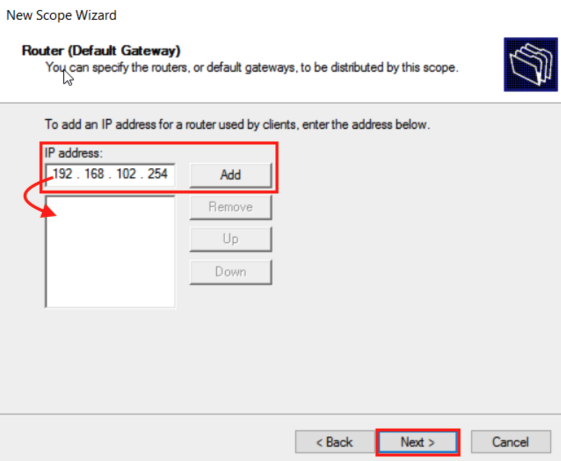 New Scope Wizard
Router (Default Gateway)
You can specify the routers, or default gateways, to be distributed by this scope.
To add an IP address for a router used by clients, enter the address below.
IP address:
192 . 168 . 102 . 254
Add
Remove
Up
Down
< Back
Next >
Cancel